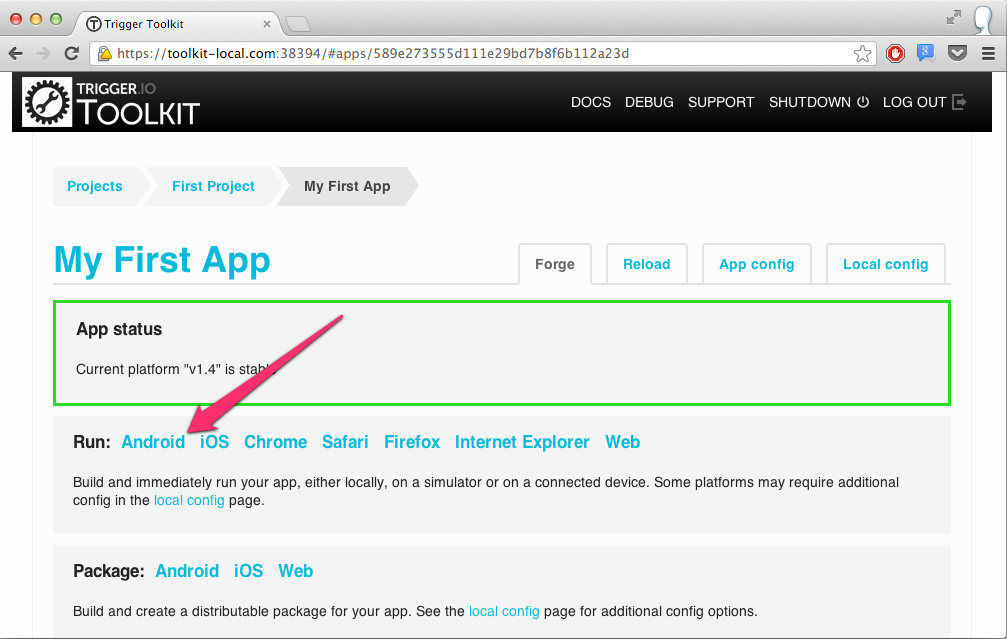 Trigger Toolkit
https://toolkit-local.com:38394/#apps/589e273555d111e29bd7b8f6b112a23d
TRIGGER.IO
TOOLKIT
DOCS DEBUG SUPPORT SHUTDOWN LOG OUT
Projects First Project My First App
My First App
Forge Reload App config Local config
App status
Current platform "v1.4" is stable
Run: Android iOS Chrome Safari Firefox Internet Explorer Web
Build and immediately run your app, either locally, on a simulator or on a connected device. Some platforms may require additional
config in the local config page.
Package: Android iOS Web
Build and create a distributable package for your app. See the local config page for additional config options.